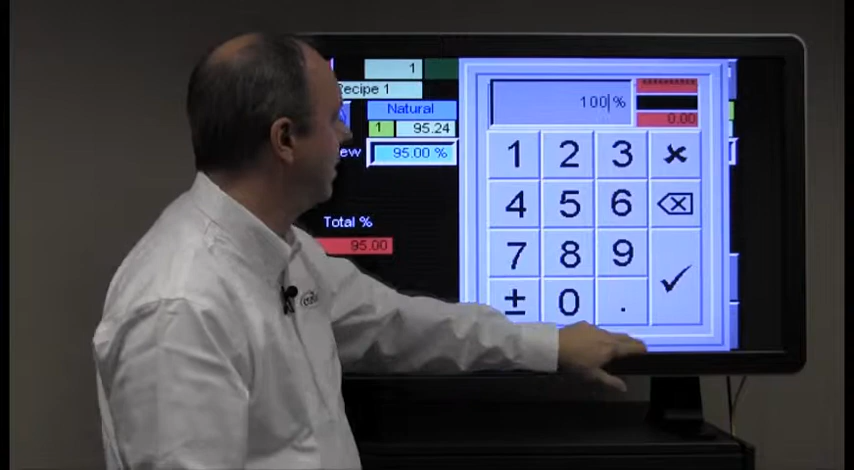 1
Recipe 1
Natural
1 95.24
ew 95.00 %
Total %
95.00
100 %
0.00
1 2 3
4 5 6
7 8 9
± 0 .